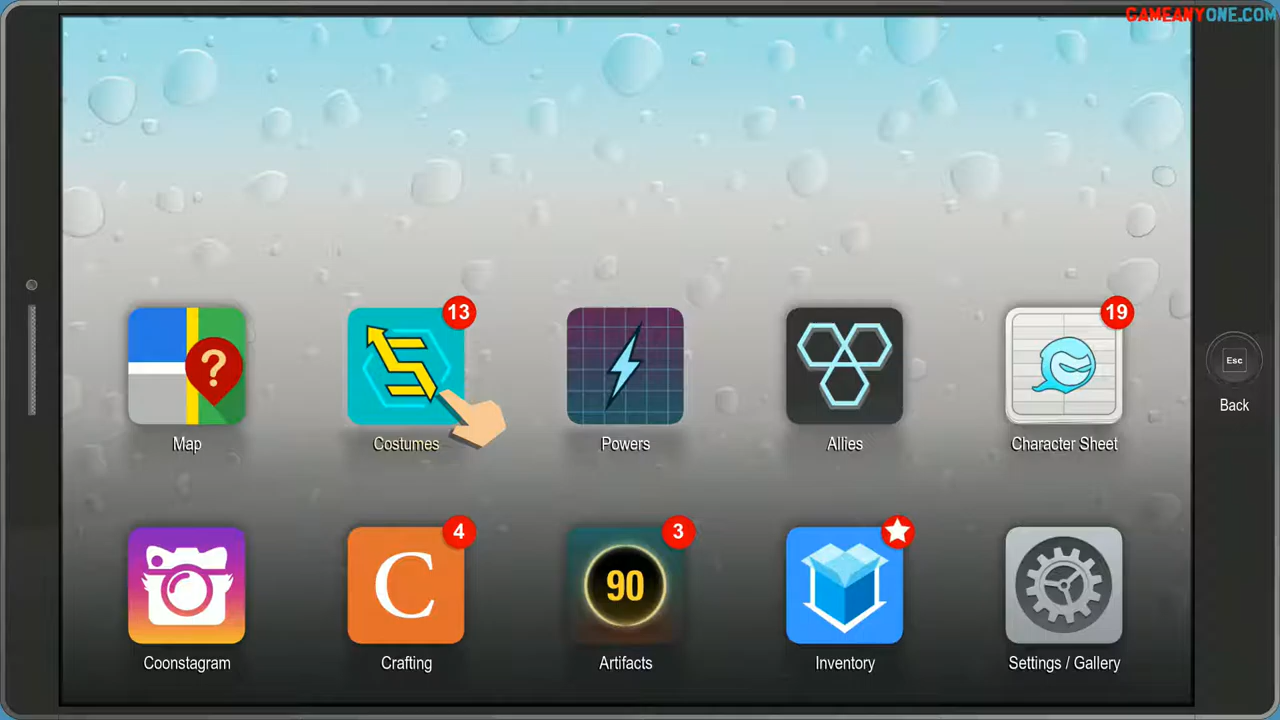 GAMEANYONE.COM
13
19
Map
Costumes
Powers
Allies
Character Sheet
Esc
Back
4
3
C
90
Coonstagram
Crafting
Artifacts
Inventory
Settings / Gallery